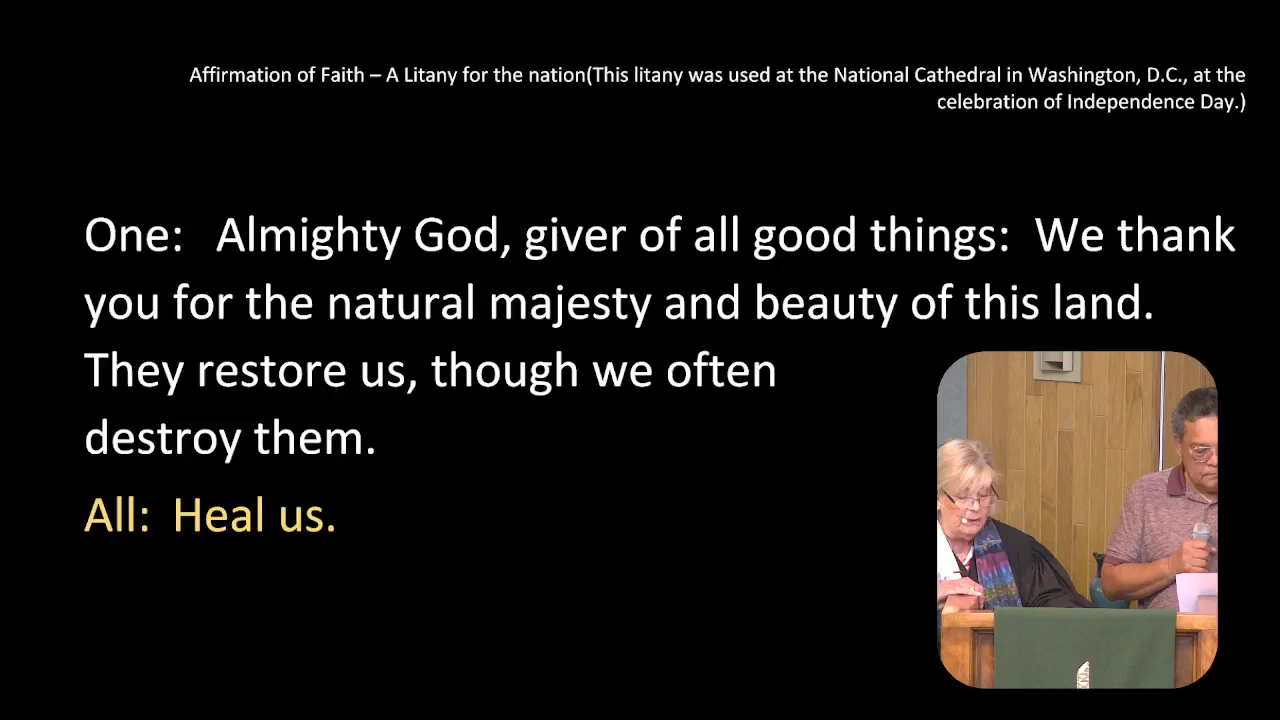 Affirmation of Faith – A Litany for the nation(This litany was used at the National Cathedral in Washington, D.C., at the
celebration of Independence Day.)
One:   Almighty God, giver of all good things:  We thank
you for the natural majesty and beauty of this land.
They restore us, though we often
destroy them.
All:  Heal us.